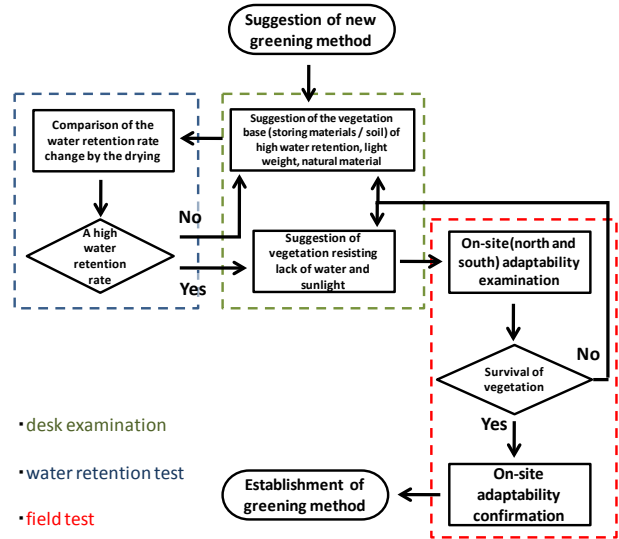 Suggestion of new
greening method
Suggestion of the vegetation
base (storing materials / soil) of
high water retention, light
weight, natural material
Comparison of the
water retention rate
change by the drying
A high
water
retention
rate
No
Yes
Suggestion of
vegetation resisting
lack of water and
sunlight
On-site(north and
south) adaptability
examination
Survival of
vegetation
No
Yes
On-site
adaptability
confirmation
Establishment of
greening method
・desk examination
・water retention test
・field test